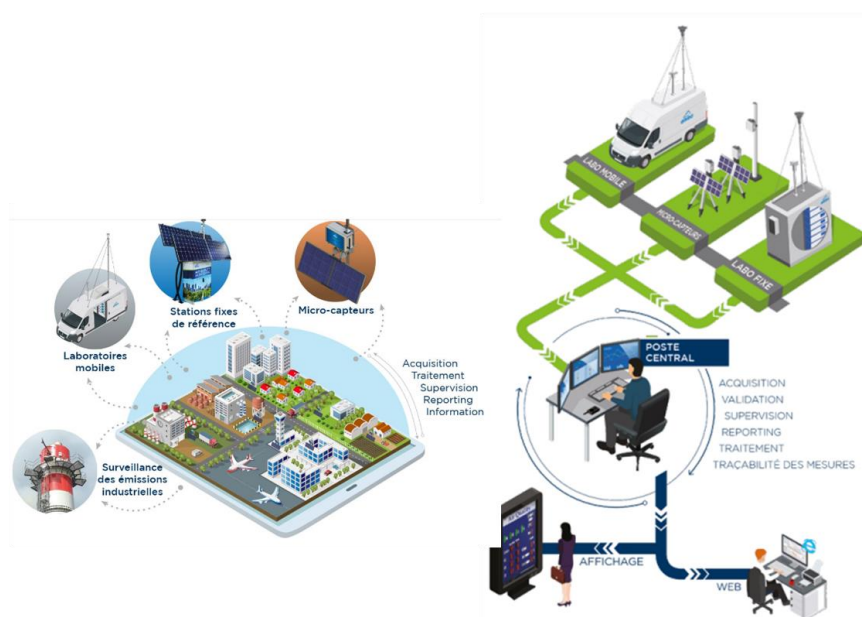 Stations fixes
de référence
Micro-capteurs
Laboratoires
mobiles
Acquisition
Traitement
Supervision
Reporting
Information
Surveillance
des émissions
industrielles
LABO MOBILE
MICRO-CAPTEURS
LABO FIXE
POSTE
CENTRAL
ACQUISITION
VALIDATION
SUPERVISION
REPORTING
TRAITEMENT
TRAÇABILITÉ DES MESURES
AFFICHAGE
WEB